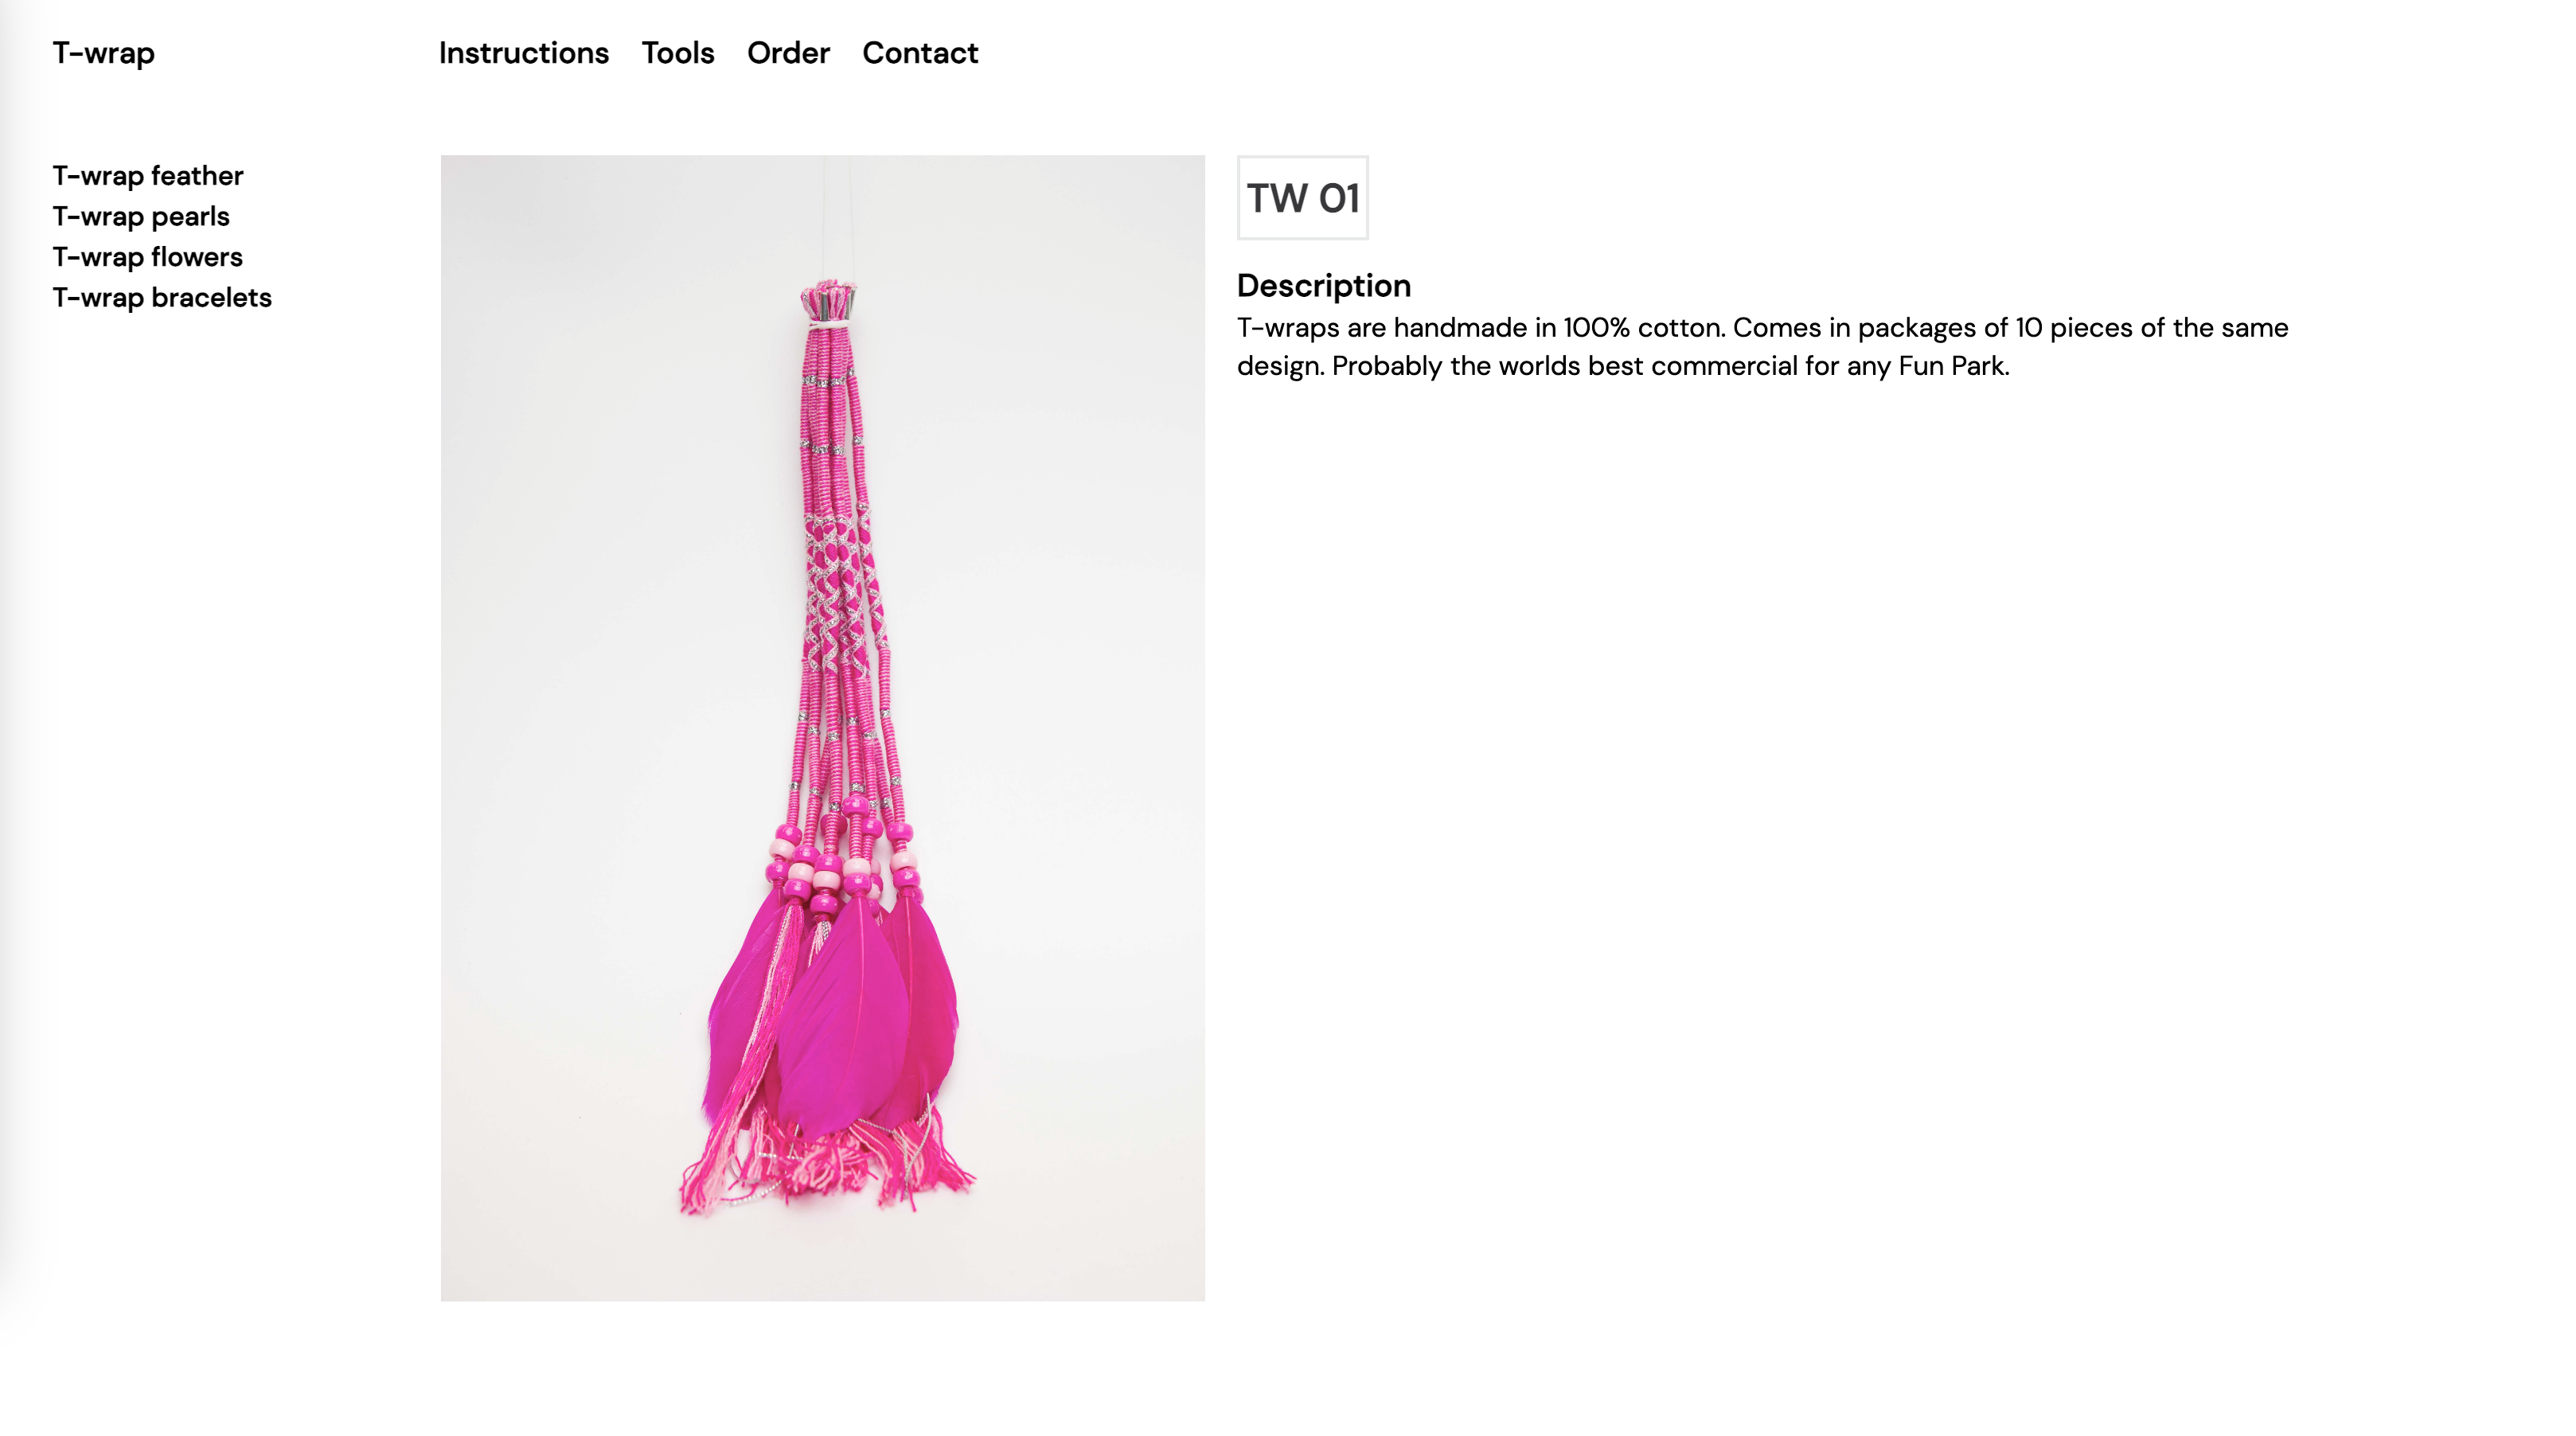 T-wrap
Instructions Tools Order Contact
T-wrap feather
T-wrap pearls
T-wrap flowers
T-wrap bracelets
TW 01
Description
T-wraps are handmade in 100% cotton. Comes in packages of 10 pieces of the same
design. Probably the worlds best commercial for any Fun Park.